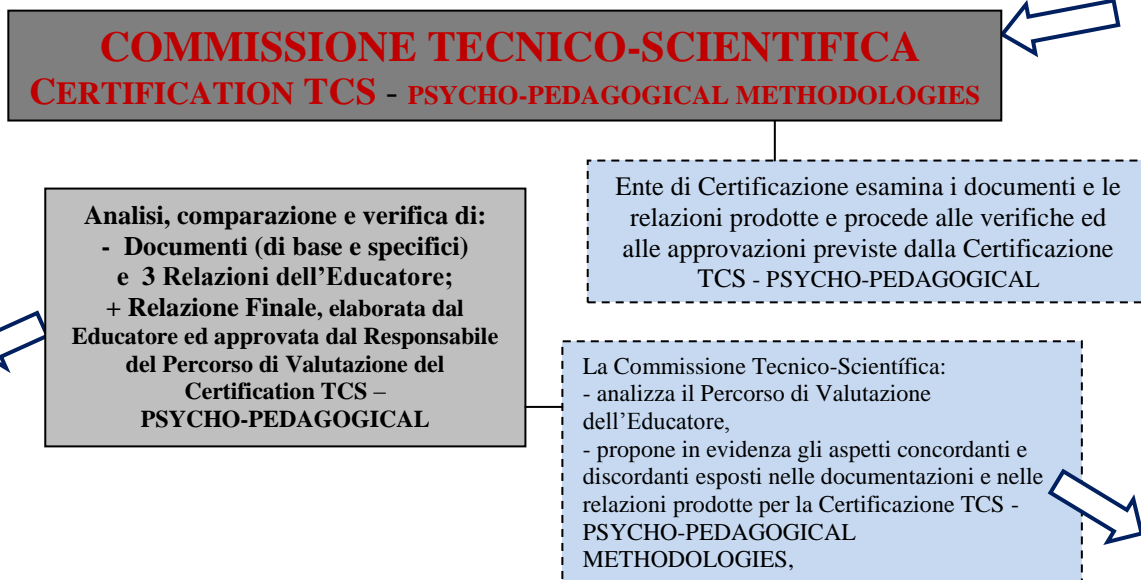 COMMISSIONE TECNICO-SCIENTIFICA
CERTIFICATION TCS - PSYCHO-PEDAGOGICAL METHODOLOGIES
Ente di Certificazione esamina i documenti e le
relazioni prodotte e procede alle verifiche ed
alle approvazioni previste dalla Certificazione
TCS - PSYCHO-PEDAGOGICAL
Analisi, comparazione e verifica di:
- Documenti (di base e specifici)
e 3 Relazioni dell’Educatore;
+ Relazione Finale, elaborata dal
Educatore ed approvata dal Responsabile
del Percorso di Valutazione del
Certification TCS –
PSYCHO-PEDAGOGICAL
La Commissione Tecnico-Scientífica:
- analizza il Percorso di Valutazione
dell’Educatore,
- propone in evidenza gli aspetti concordanti e
discordanti esposti nelle documentazioni e nelle
relazioni prodotte per la Certificazione TCS -
PSYCHO-PEDAGOGICAL
METHODOLOGIES,